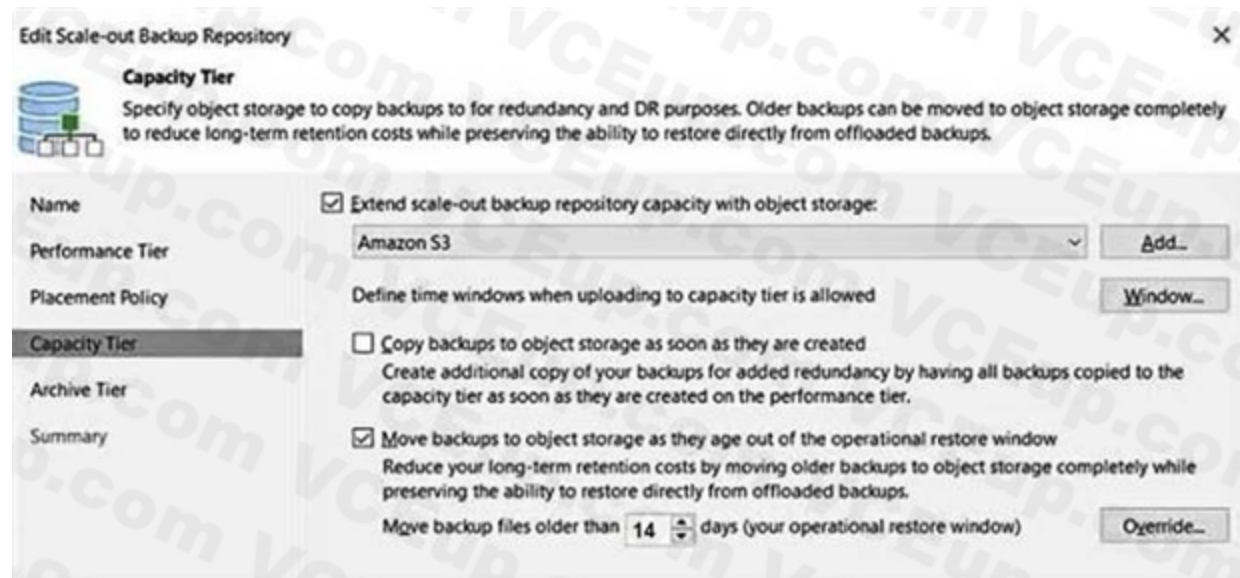 Edit Scale-out Backup Repository
Capacity Tier
Specify object storage to copy backups to for redundancy and DR purposes. Older backups can be moved to object storage completely
to reduce long-term retention costs while preserving the ability to restore directly from offloaded backups.
Name
Performance Tier
Placement Policy
Capacity Tier
Archive Tier
Summary
Extend scale-out backup repository capacity with object storage:
Amazon S3
Add...
Define time windows when uploading to capacity tier is allowed
Window...
Copy backups to object storage as soon as they are created
Create additional copy of your backups for added redundancy by having all backups copied to the
capacity tier as soon as they are created on the performance tier.
Move backups to object storage as they age out of the operational restore window
Reduce your long-term retention costs by moving older backups to object storage completely while
preserving the ability to restore directly from offloaded backups.
Move backup files older than 14 days (your operational restore window)
Override...
VCEup.com